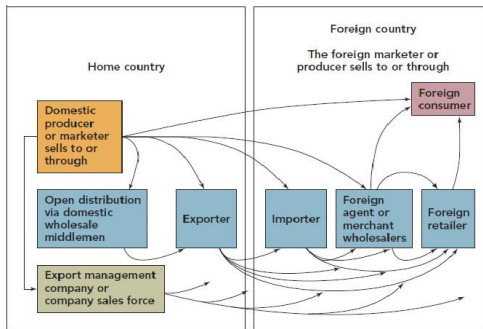 Home country
Foreign country
The foreign marketer or
producer sells to or through
Domestic
producer
or marketer
sells to or
through
Foreign
consumer
Open distribution
via domestic
wholesale
middlemen
Exporter
Importer
Foreign
agent or
merchant
wholesalers
Foreign
retailer
Export management
company or
company sales force